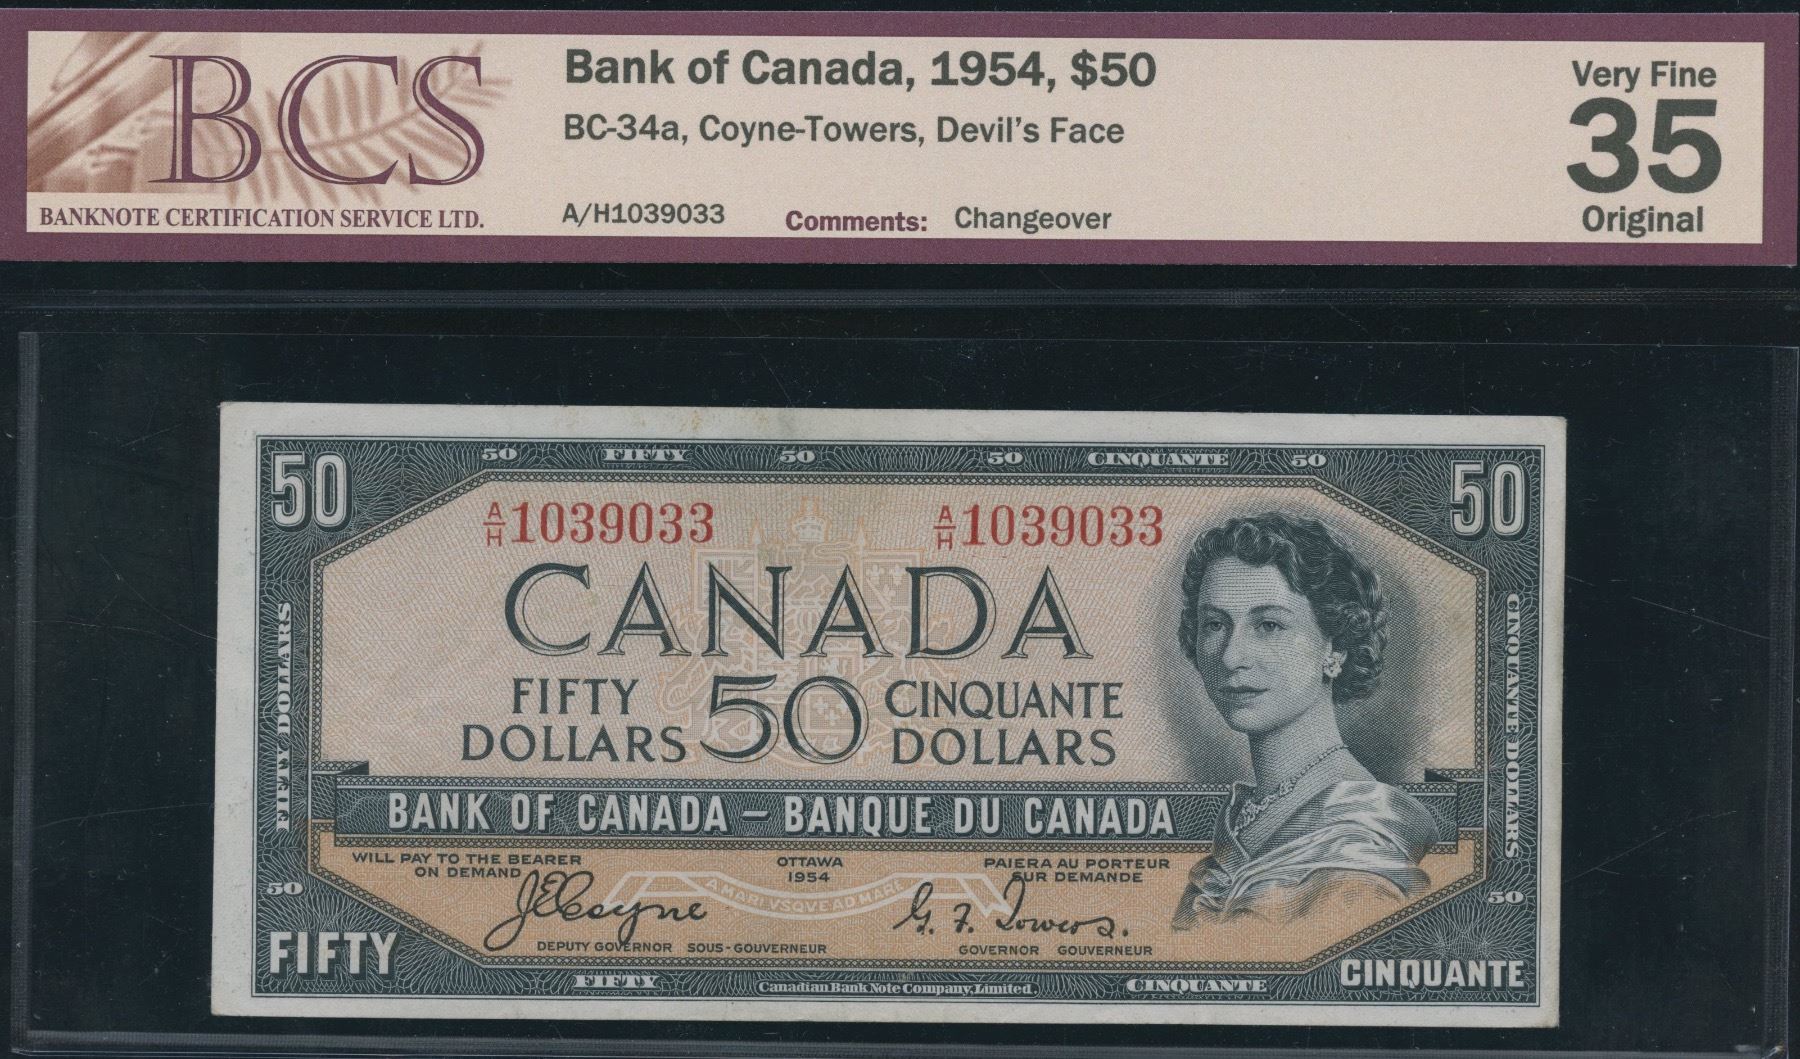 BCS
BANKNOTE CERTIFICATION SERVICE LTD.
Bank of Canada, 1954, $50
BC-34a, Coyne-Towers, Devil's Face
A/H1039033 Comments: Changeover
Very Fine
35
Original
50 FIFTY 50 50 CINQUANTE 50
50 50
A/H 1039033 A/H 1039033
CANADA
FIFTY DOLLARS 50 CINQUANTE DOLLARS
FIFTY DOLLARS
CINQUANTE DOLLARS
BANK OF CANADA – BANQUE DU CANADA
WILL PAY TO THE BEARER
ON DEMAND
OTTAWA
1954
PAIERA AU PORTEUR
SUR DEMANDE
50 50
A MARI VSQVE AD MARE
JECoyne G. F. Towers.
DEPUTY GOVERNOR SOUS-GOUVERNEUR
GOVERNOR GOUVERNEUR
FIFTY CINQUANTE
FIFTY Canadian Bank Note Company, Limited. CINQUANTE